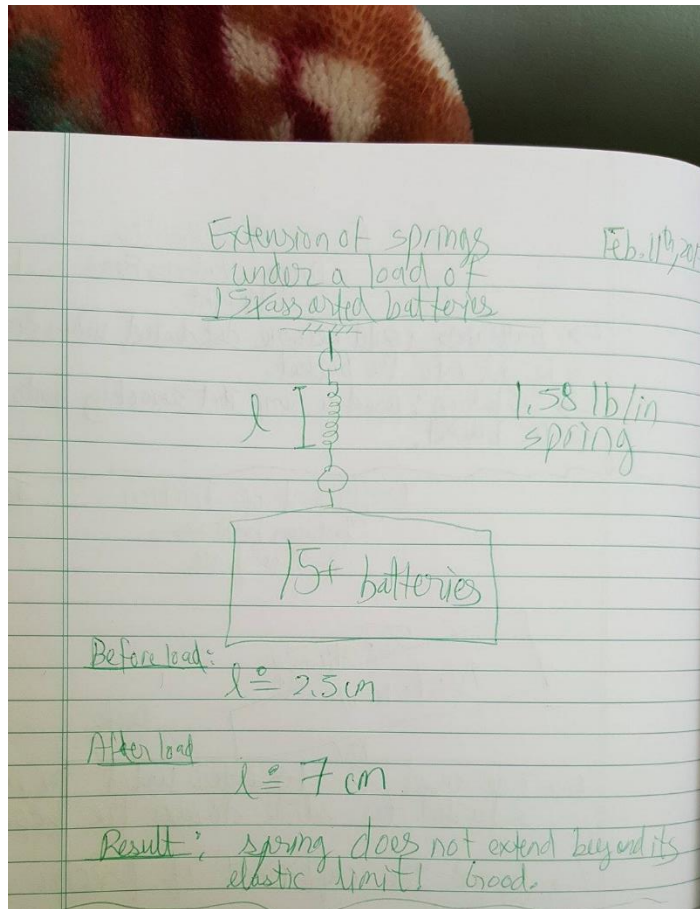 Extension of springs
under a load of
15+ assorted batteries
Feb. 11th, 201
l
1.58 lb/in
spring
15+ batteries
Before load:
l ≐ 2.5 cm
After load
l ≐ 7 cm
Result: spring does not extend beyond its
elastic limit! Good.